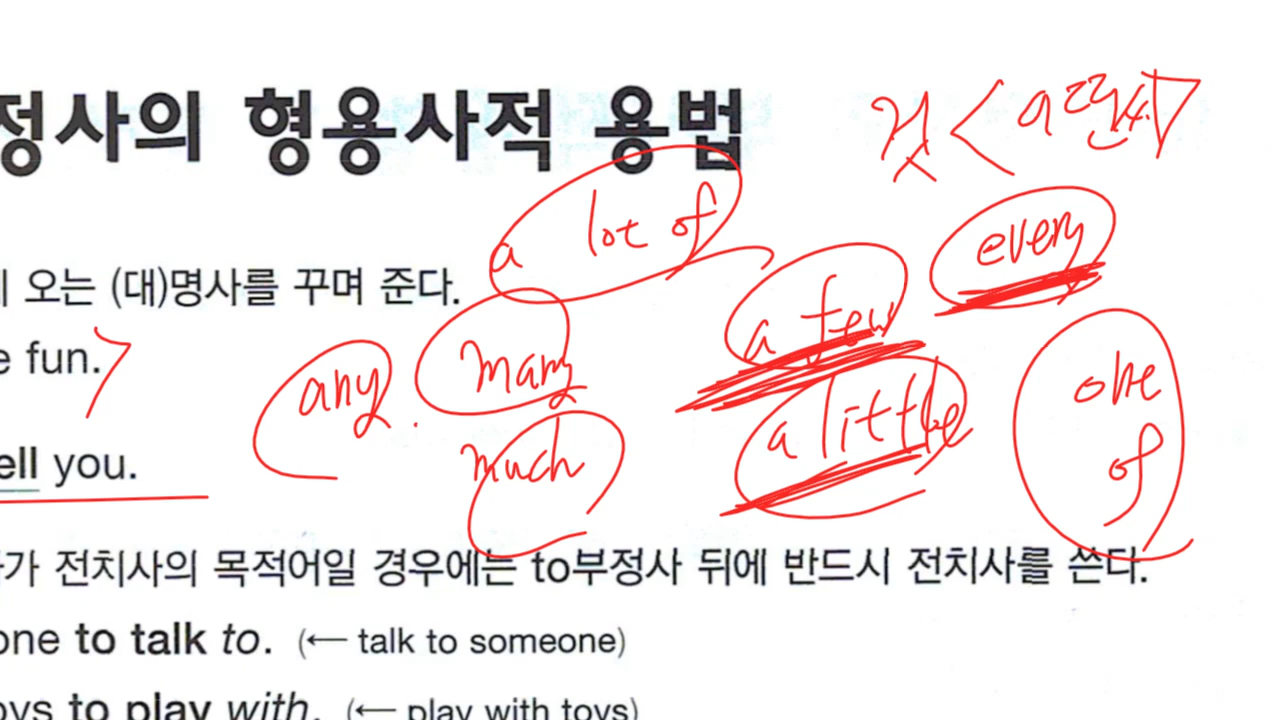 정사의 형용사적 용법
것
a lot of
every
오는 (대)명사를 꾸며 준다.
a few
e fun.
any
many
one
of
a little
much
ell you.
가 전치사의 목적어일 경우에는 to부정사 뒤에 반드시 전치사를 쓴다.
one to talk to. (← talk to someone)
oys to play with. (← play with toys)